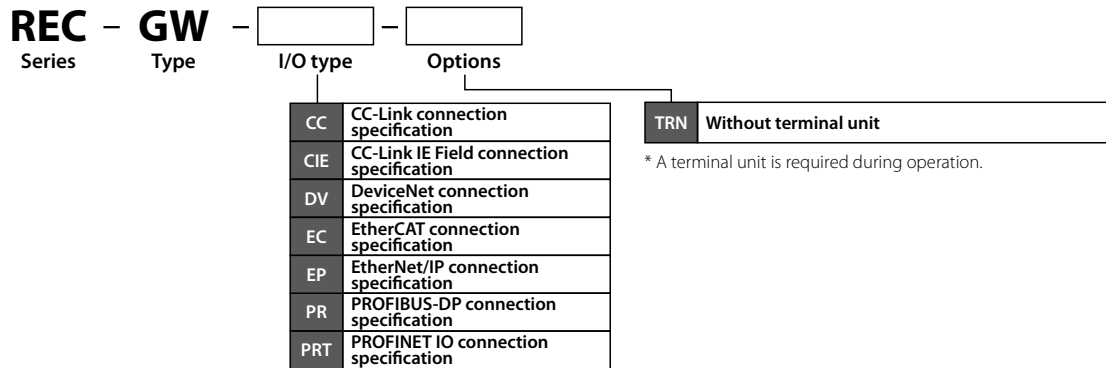 REC – GW –  –
Series Type I/O type Options
CC CC-Link connection
specification
CIE CC-Link IE Field connection
specification
DV DeviceNet connection
specification
EC EtherCAT connection
specification
EP EtherNet/IP connection
specification
PR PROFIBUS-DP connection
specification
PRT PROFINET IO connection
specification
TRN Without terminal unit
* A terminal unit is required during operation.